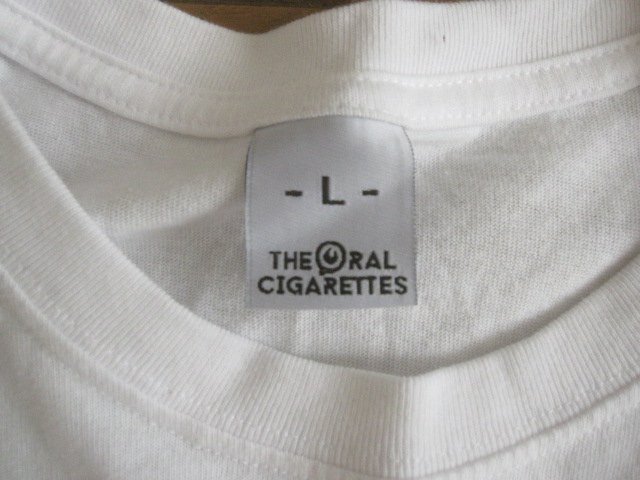 - L -
THE ORAL
CIGARETTES